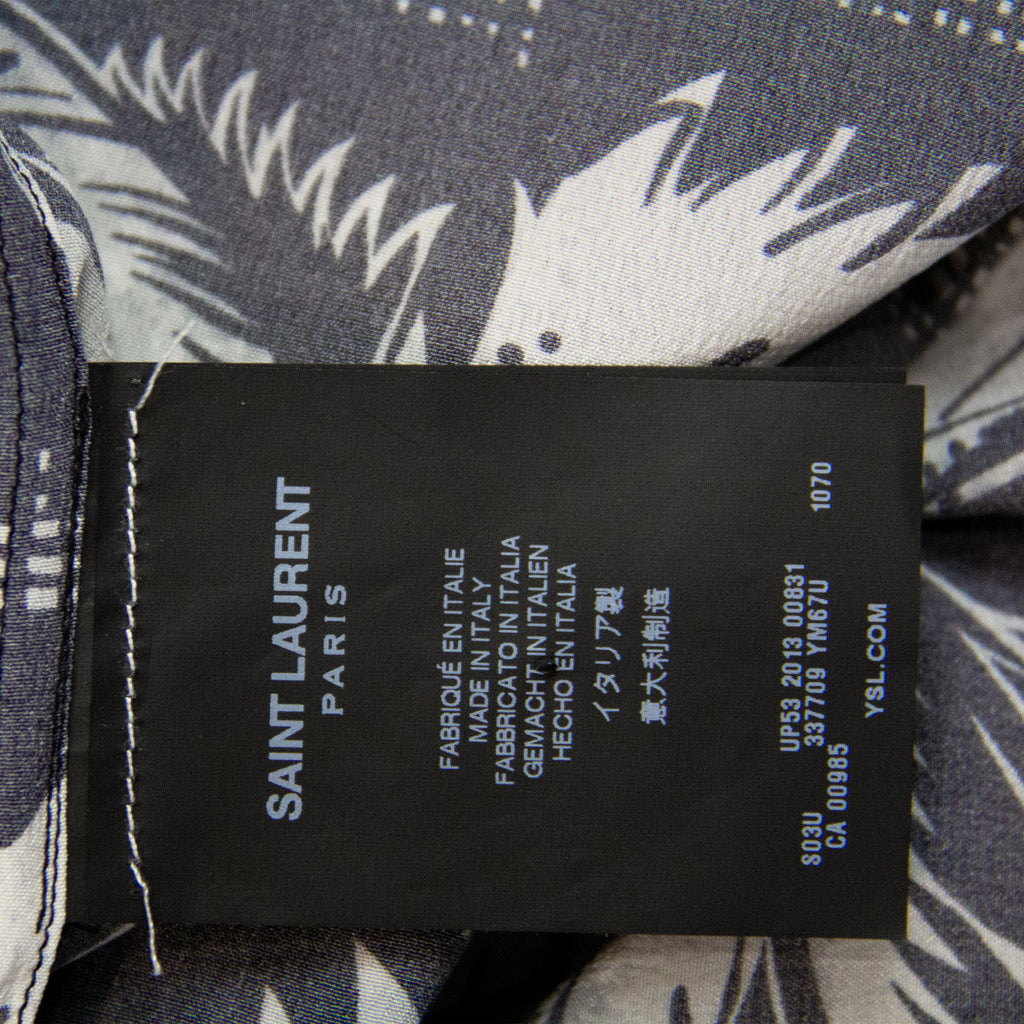 SAINT LAURENT
PARIS
FABRIQUÉ EN ITALIE
MADE IN ITALY
FABBRICATO IN ITALIA
GEMACHT IN ITALIEN
HECHO EN ITALIA
イタリア製
意大利制造
UP53 2013 00831
S03U 337709 YM67U 1070
CA 00985
YSL.COM